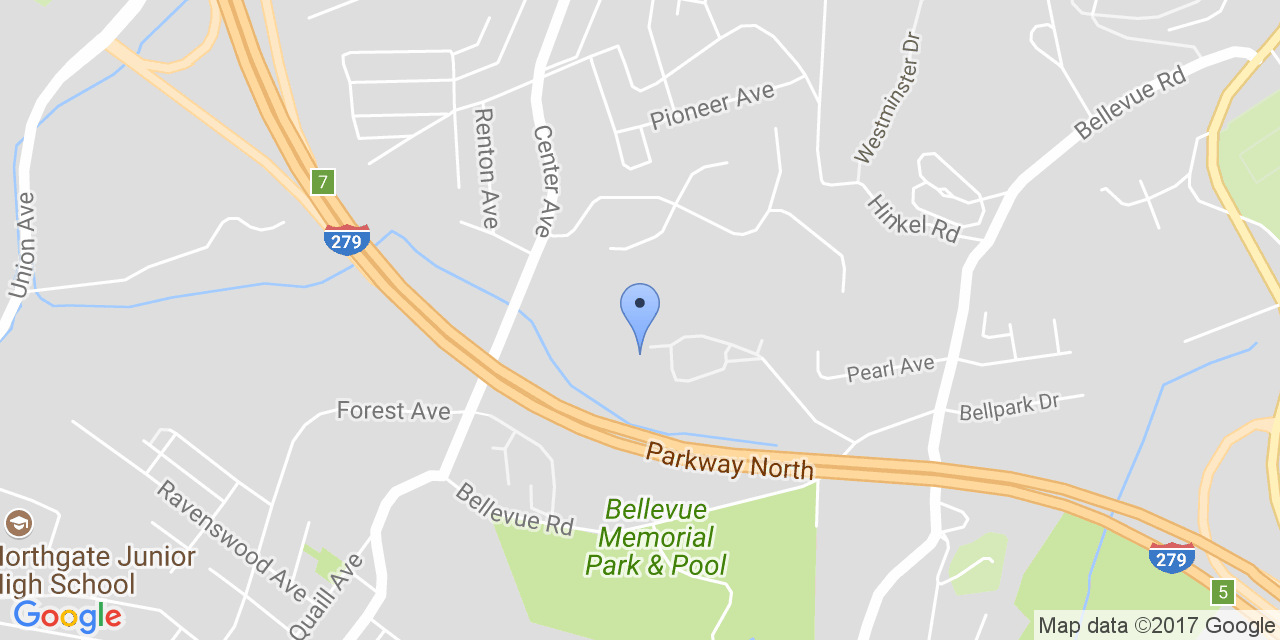 Pioneer Ave
Westminster Dr
Bellevue Rd
Renton Ave
Center Ave
7
Union Ave
279
Hinkel Rd
Pearl Ave
Forest Ave
Bellpark Dr
Parkway North
Ravenswood Ave
Bellevue Rd
Bellevue
Memorial
Park & Pool
orthgate Junior
igh School
Quaill Ave
279
5
Google
Map data ©2017 Google